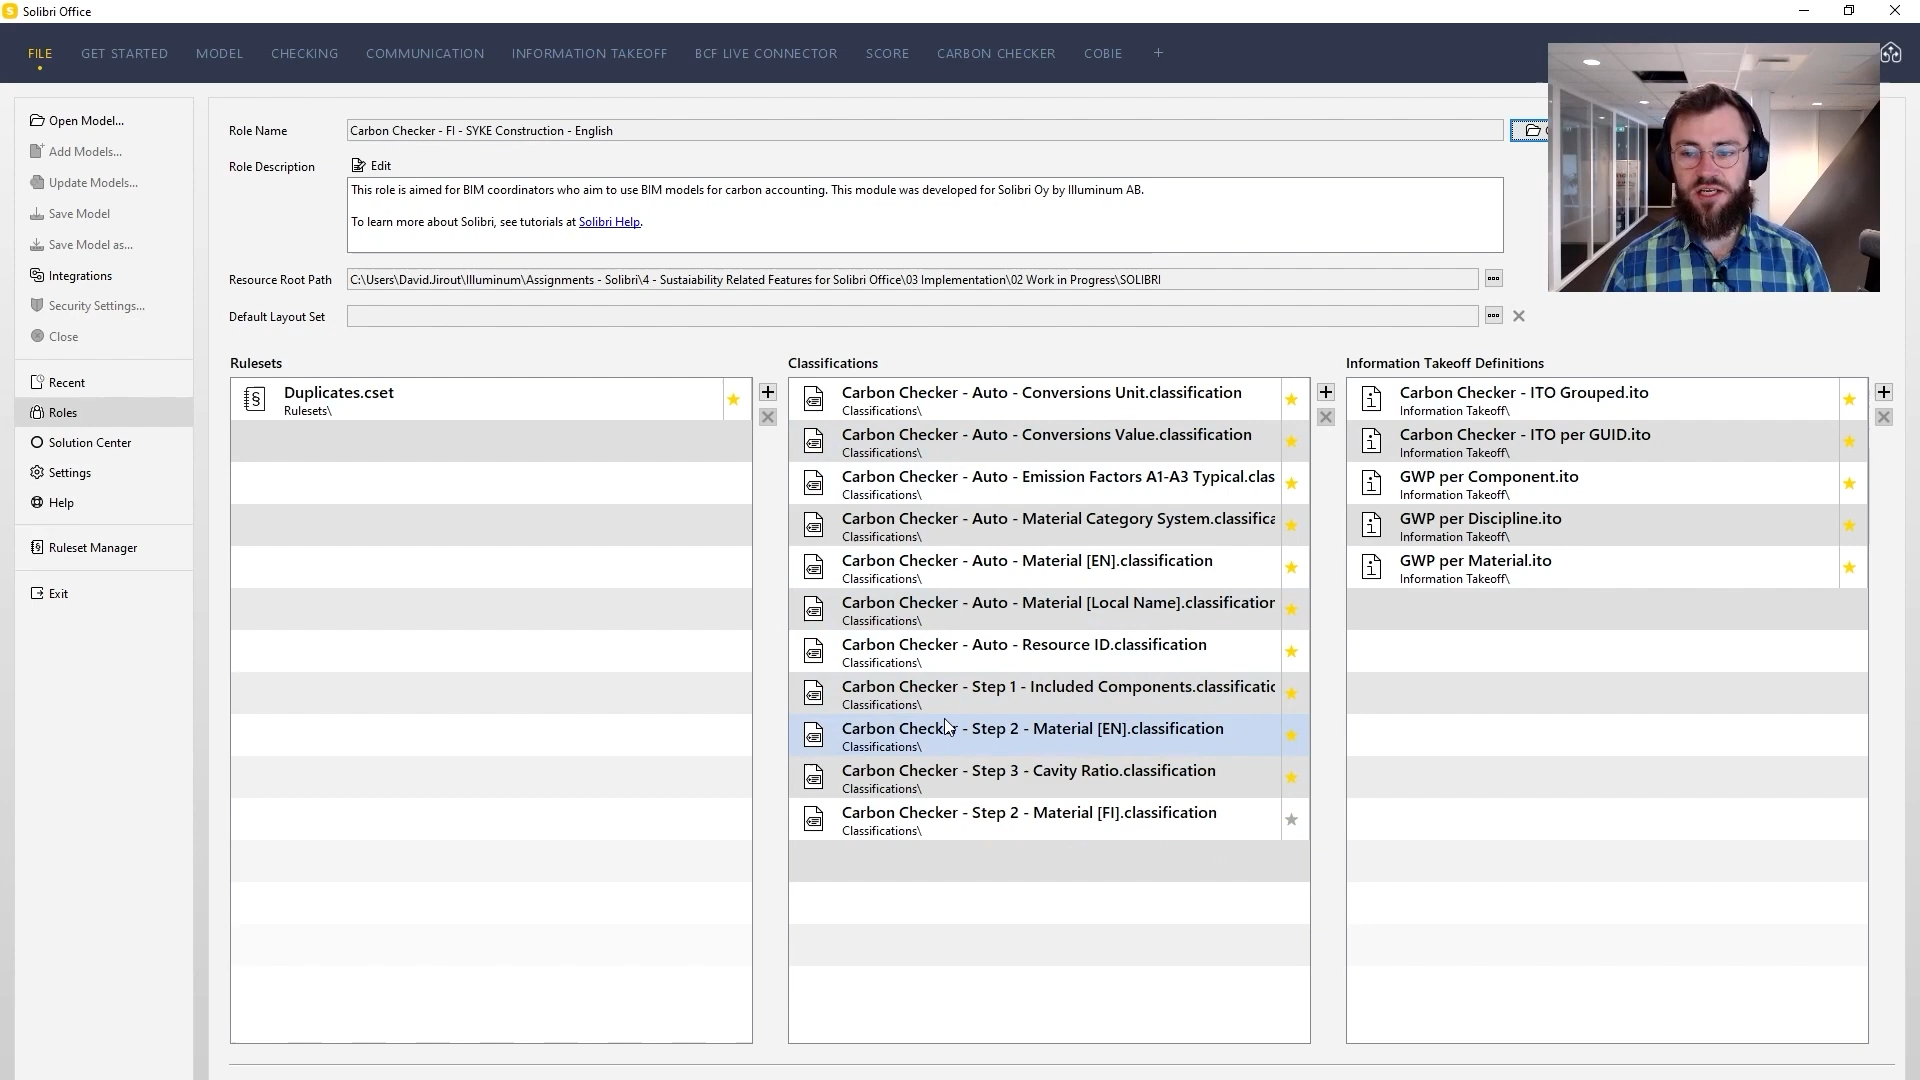 Solibri Office
FILE
GET STARTED
MODEL
CHECKING
COMMUNICATION
INFORMATION TAKEOFF
BCF LIVE CONNECTOR
SCORE
CARBON CHECKER
COBIE
+
Open Model...
Add Models...
Update Models...
Save Model
Save Model as...
Integrations
Security Settings...
Close
Recent
Roles
Solution Center
Settings
Help
Ruleset Manager
Exit
Role Name
Carbon Checker - FI - SYKE Construction - English
Role Description
Edit
This role is aimed for BIM coordinators who aim to use BIM models for carbon accounting. This module was developed for Solibri Oy by Illuminum AB.
To learn more about Solibri, see tutorials at Solibri Help.
Resource Root Path
C:\Users\David.Jirout\Illuminum\Assignments - Solibri\4 - Sustaiability Related Features for Solibri Office\03 Implementation\02 Work in Progress\SOLIBRI
Default Layout Set
Rulesets
Duplicates.cset
Rulesets\
Classifications
Carbon Checker - Auto - Conversions Unit.classification
Classifications\
Carbon Checker - Auto - Conversions Value.classification
Classifications\
Carbon Checker - Auto - Emission Factors A1-A3 Typical.clas
Classifications\
Carbon Checker - Auto - Material Category System.classifica
Classifications\
Carbon Checker - Auto - Material [EN].classification
Classifications\
Carbon Checker - Auto - Material [Local Name].classification
Classifications\
Carbon Checker - Auto - Resource ID.classification
Classifications\
Carbon Checker - Step 1 - Included Components.classificatic
Classifications\
Carbon Checker - Step 2 - Material [EN].classification
Classifications\
Carbon Checker - Step 3 - Cavity Ratio.classification
Classifications\
Carbon Checker - Step 2 - Material [FI].classification
Classifications\
Information Takeoff Definitions
Carbon Checker - ITO Grouped.ito
Information Takeoff\
Carbon Checker - ITO per GUID.ito
Information Takeoff\
GWP per Component.ito
Information Takeoff\
GWP per Discipline.ito
Information Takeoff\
GWP per Material.ito
Information Takeoff\